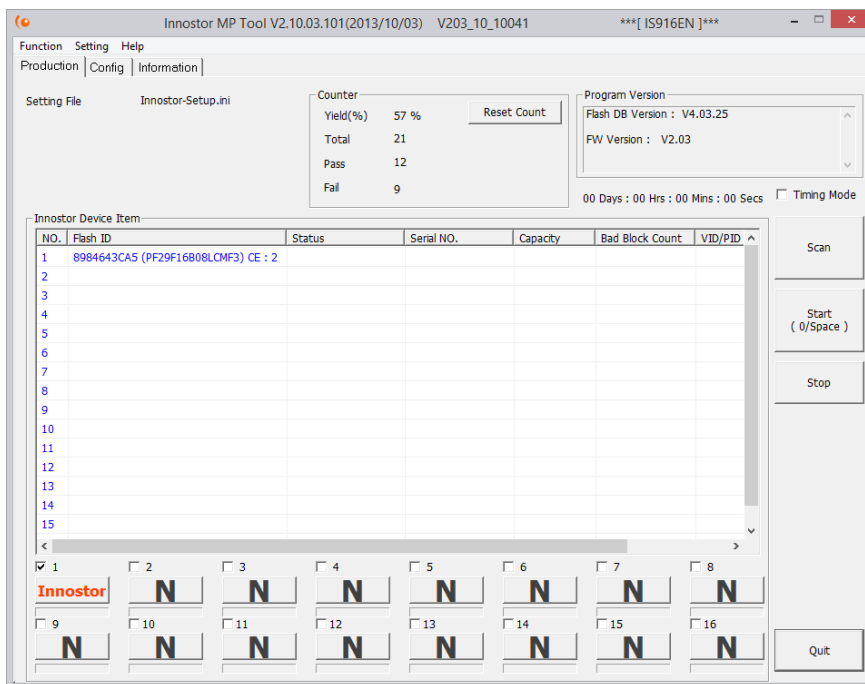 Innostor MP Tool V2.10.03.101(2013/10/03) V203_10_10041 ***[ IS916EN ]***
Function Setting Help
Production Config Information
Setting File Innostor-Setup.ini
Counter
Yield(%) 57 %
Reset Count
Total 21
Pass 12
Fail 9
Program Version
Flash DB Version : V4.03.25
FW Version : V2.03
00 Days : 00 Hrs : 00 Mins : 00 Secs
Timing Mode
Innostor Device Item
NO. Flash ID Status Serial NO. Capacity Bad Block Count VID/PID
1 8984643CA5 (PF29F16B08LCMF3) CE : 2
2
3
4
5
6
7
8
9
10
11
12
13
14
15
Scan
Start
( 0/Space )
Stop
1 2 3 4 5 6 7 8
Innostor N N N N N N N
9 10 11 12 13 14 15 16
N N N N N N N N
Quit